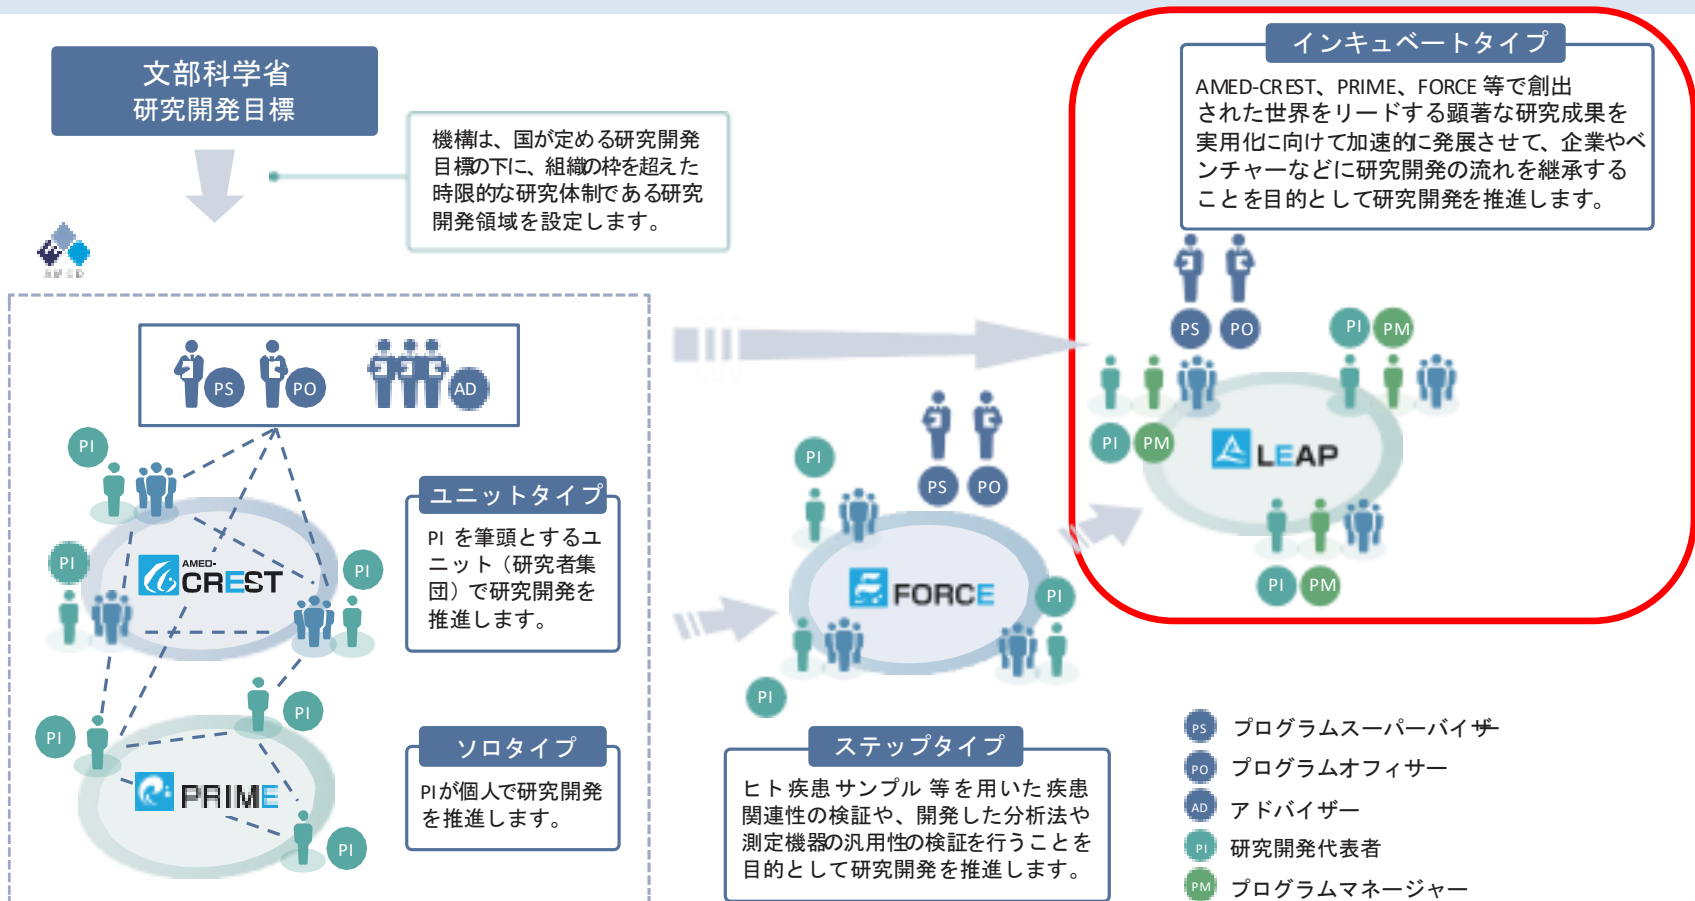 文部科学省
研究開発目標
機構は、国が定める研究開発
目標の下に、組織の枠を超えた
時限的な研究体制である研究
開発領域を設定します。
インキュベートタイプ
AMED-CREST、PRIME、FORCE 等で創出
された世界をリードする顕著な研究成果を
実用化に向けて加速的に発展させて、企業やベ
ンチャーなどに研究開発の流れを継承する
ことを目的として研究開発を推進します。
AMED
PS
PO
AD
PI
PI
PI
AMED-
CREST
ユニットタイプ
PI を筆頭とするユ
ニット（研究者集
団）で研究開発を
推進します。
PI
PI
PI
PRIME
ソロタイプ
PIが個人で研究開発
を推進します。
PS
PO
PI
PI
PI
FORCE
ステップタイプ
ヒト疾患サンプル等を用いた疾患
関連性の検証や、開発した分析法や
測定機器の汎用性の検証を行うことを
目的として研究開発を推進します。
PS
PO
PI
PM
PI
PM
LEAP
PI
PM
PS プログラムスーパーバイザー
PO プログラムオフィサー
AD アドバイザー
PI 研究開発代表者
PM プログラムマネージャー